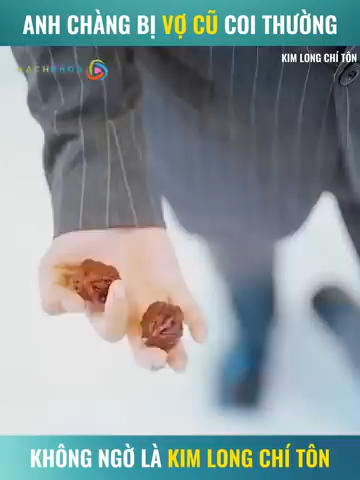 ANH CHÀNG BỊ VỢ CŨ COI THƯỜNG
KIM LONG CHÍ TÔN
KHÔNG NGỜ LÀ KIM LONG CHÍ TÔN